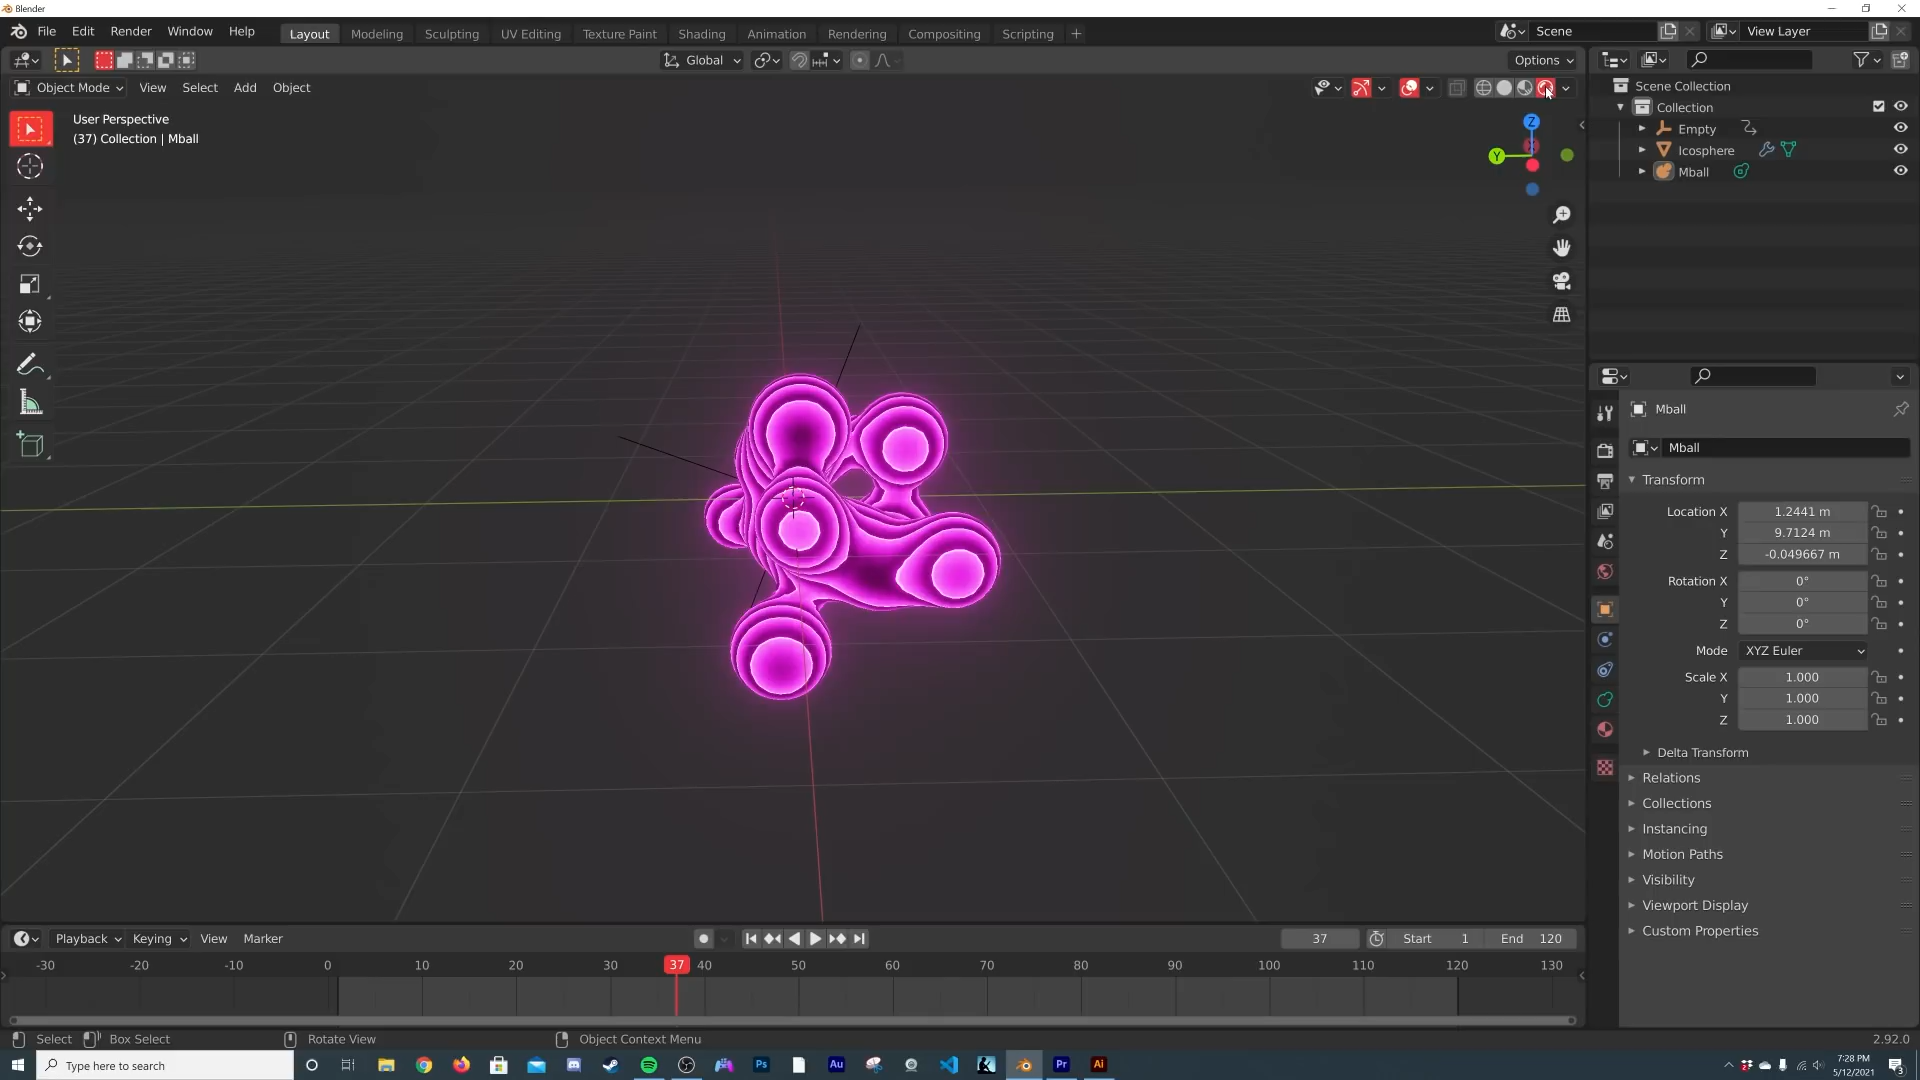 Blender
File Edit Render Window Help Layout Modeling Sculpting UV Editing Texture Paint Shading Animation Rendering Compositing Scripting + Scene View Layer
Global Options
Object Mode View Select Add Object
User Perspective
(37) Collection | Mball
Z
Y
Scene Collection
Collection
Empty
Icosphere
Mball
Mball
Mball
Transform
Location X 1.2441 m
Y 9.7124 m
Z -0.049667 m
Rotation X 0°
Y 0°
Z 0°
Mode XYZ Euler
Scale X 1.000
Y 1.000
Z 1.000
Delta Transform
Relations
Collections
Instancing
Motion Paths
Visibility
Viewport Display
Custom Properties
Playback Keying View Marker 37 Start 1 End 120
-30 -20 -10 0 10 20 30 37 40 50 60 70 80 90 100 110 120 130
Select Box Select Rotate View Object Context Menu 2.92.0
Type here to search Ps Au Pr Ai 7:28 PM
5/12/2021
3